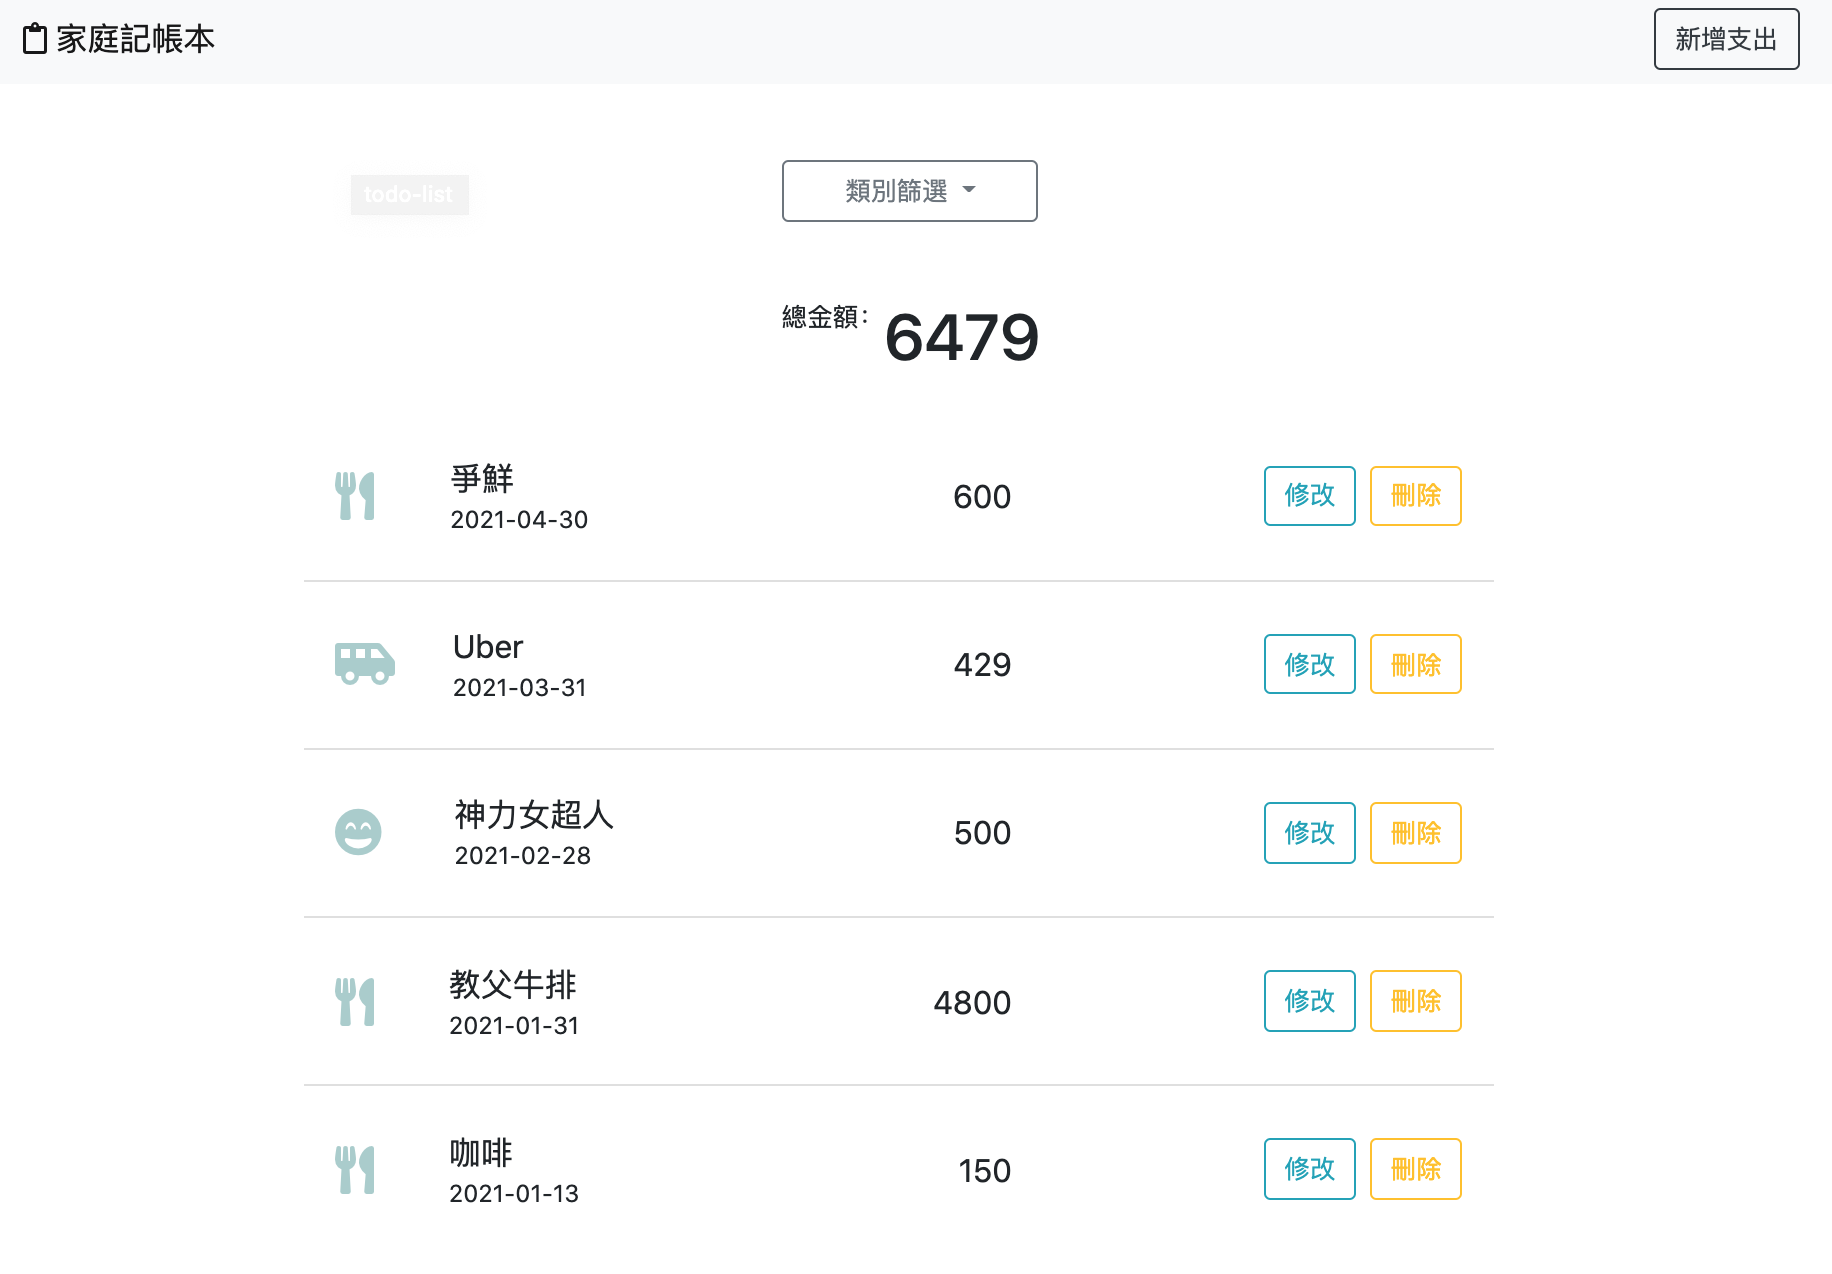 家庭記帳本
新增支出
todo-list
類別篩選
總金額: 6479
爭鮮
2021-04-30
600
修改 刪除
Uber
2021-03-31
429
修改 刪除
神力女超人
2021-02-28
500
修改 刪除
教父牛排
2021-01-31
4800
修改 刪除
咖啡
2021-01-13
150
修改 刪除